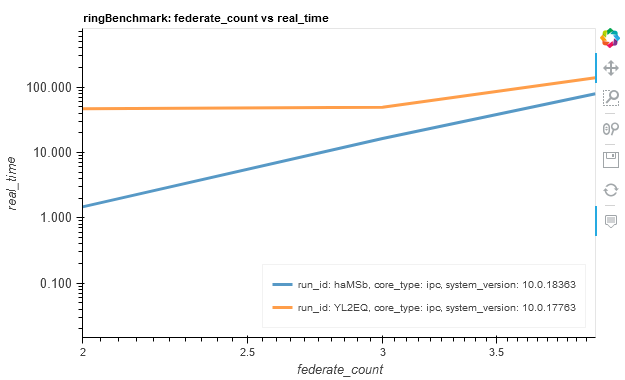 ringBenchmark: federate_count vs real_time
100.000
10.000
1.000
0.100
real_time
run_id: haMSb, core_type: ipc, system_version: 10.0.18363
run_id: YL2EQ, core_type: ipc, system_version: 10.0.17763
2
2.5
3
3.5
federate_count